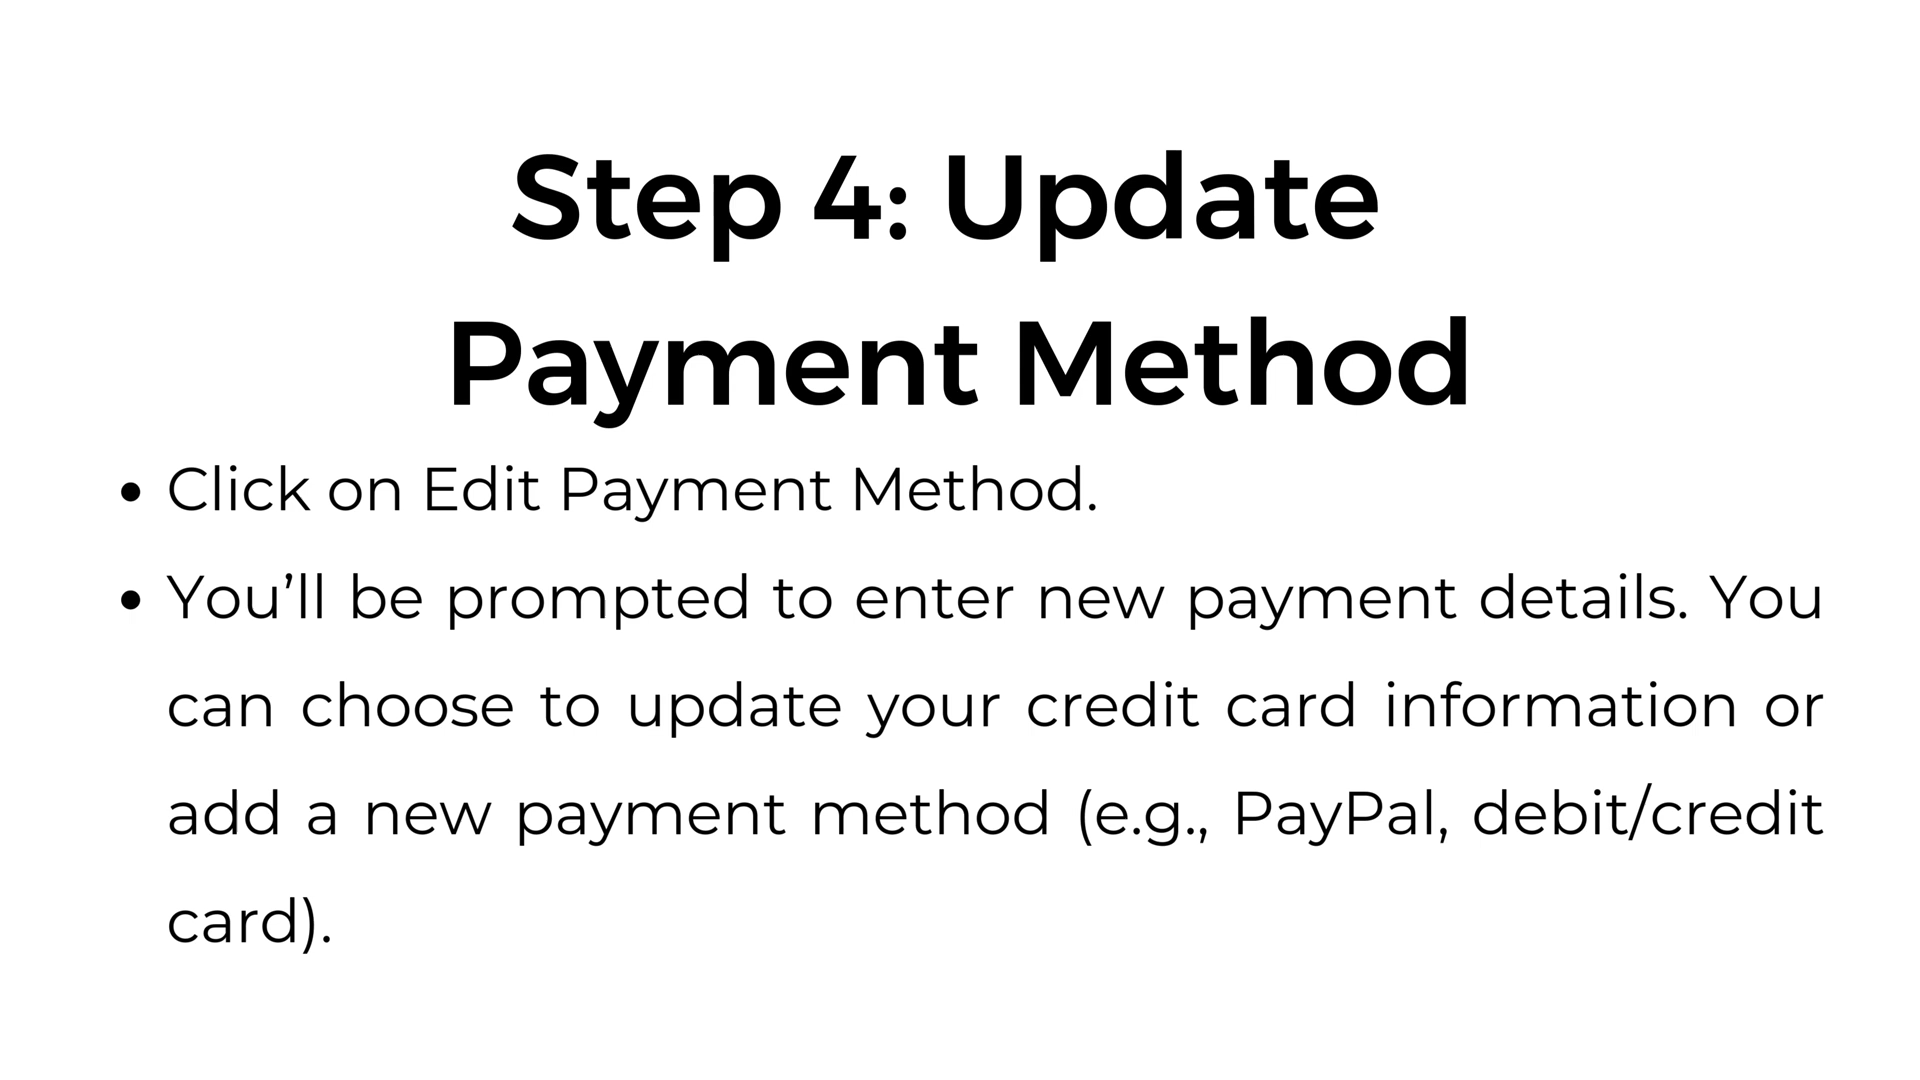 Step 4: Update
Payment Method
• Click on Edit Payment Method.
• You’ll be prompted to enter new payment details. You
can choose to update your credit card information or
add a new payment method (e.g., PayPal, debit/credit
card).